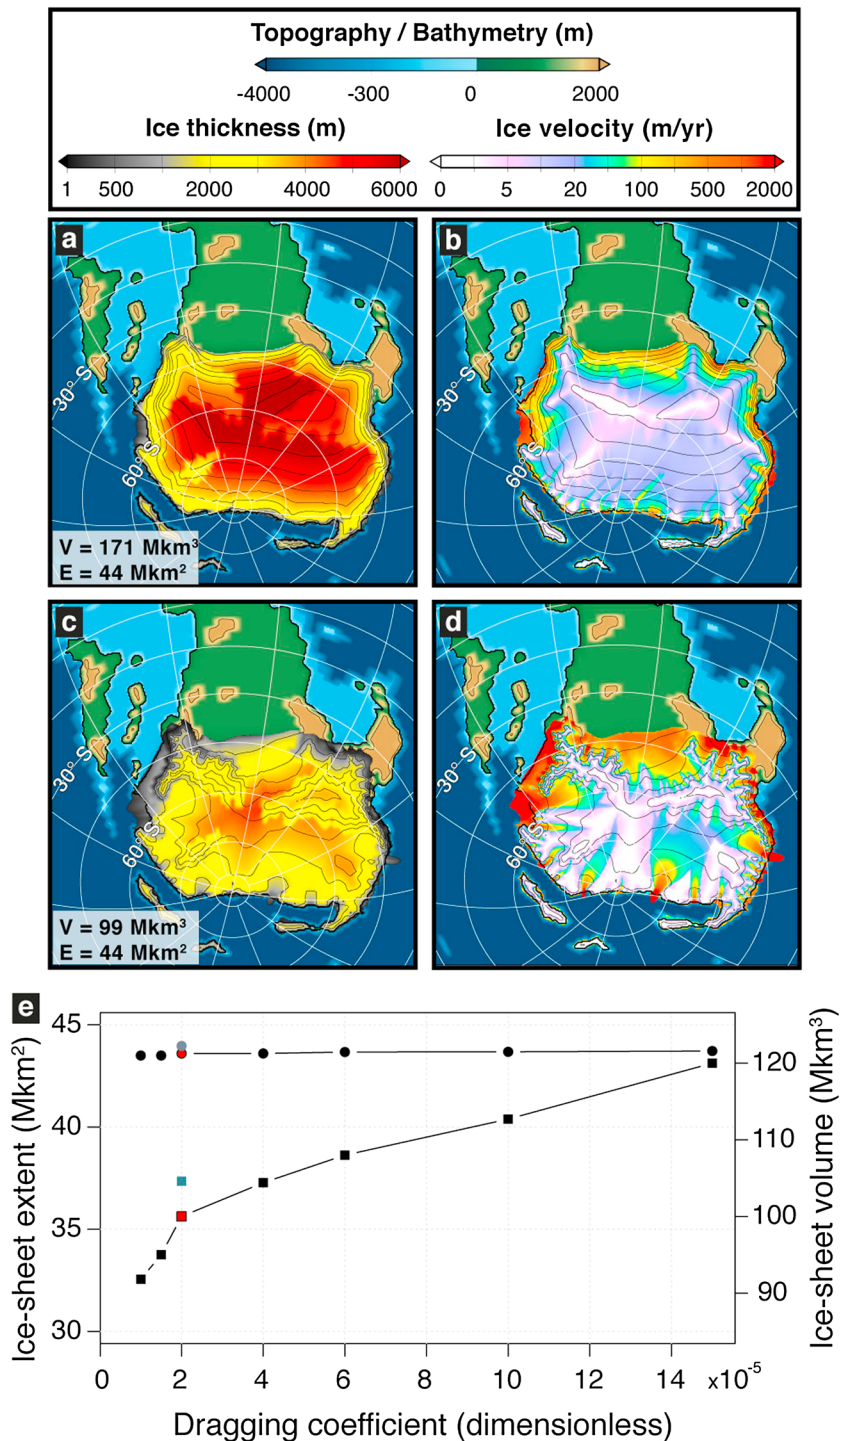 Topography / Bathymetry (m)
-4000 -300 0 2000
Ice thickness (m) Ice velocity (m/yr)
1 500 2000 4000 6000 0 5 20 100 500 2000
a b
30° S 30° S
60° S 60° S
V = 171 Mkm³
E = 44 Mkm²
c d
30° S 30° S
60° S 60° S
V = 99 Mkm³
E = 44 Mkm²
e
Ice-sheet extent (Mkm²)
45
40
35
30
120
110
100
90
Ice-sheet volume (Mkm³)
0 2 4 6 8 10 12 14 x10⁻⁵
Dragging coefficient (dimensionless)